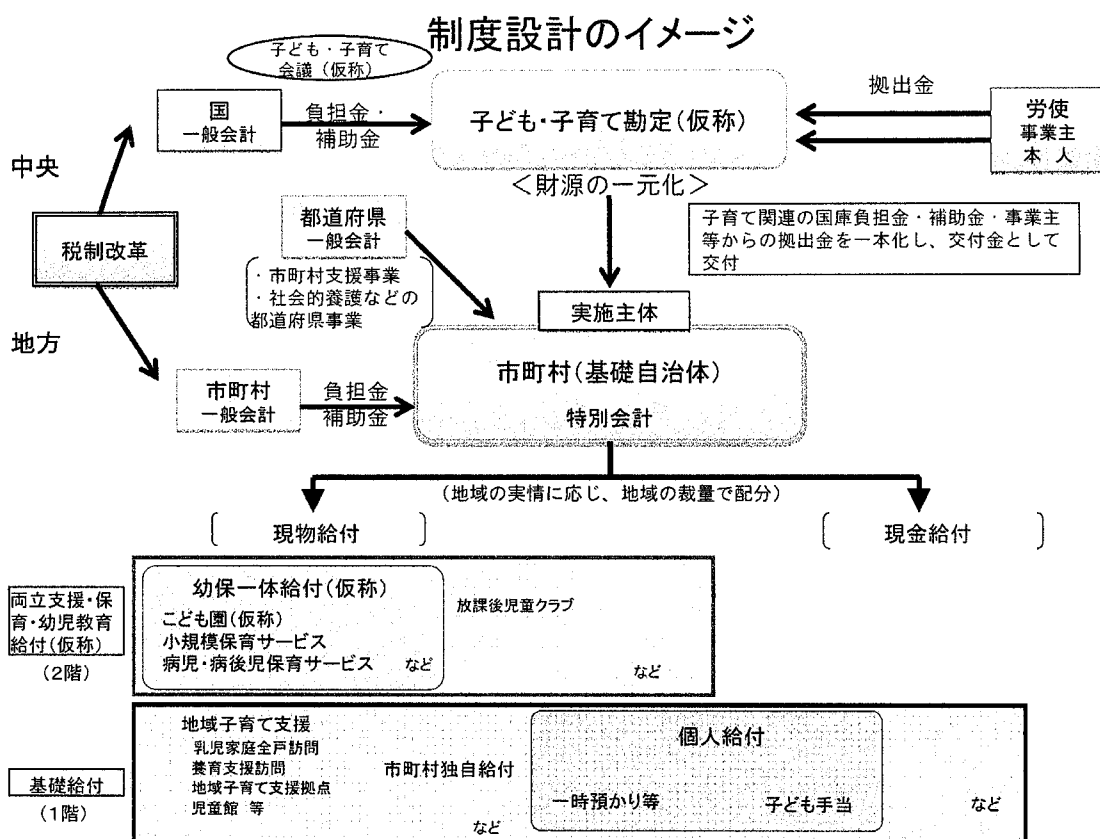 制度設計のイメージ
子ども・子育て
会議（仮称）
国
一般会計
負担金・
補助金
子ども・子育て勘定（仮称）
拠出金
労使
事業主
本　人
中央
＜財源の一元化＞
都道府県
一般会計
税制改革
子育て関連の国庫負担金・補助金・事業主
等からの拠出金を一本化し、交付金として
交付
・市町村支援事業
・社会的養護などの
都道府県事業
実施主体
地方
市町村（基礎自治体）
特別会計
市町村
一般会計
負担金
補助金
（地域の実情に応じ、地域の裁量で配分）
〔　現物給付　〕
〔　現金給付　〕
両立支援・保
育・幼児教育
給付（仮称）
（2階）
幼保一体給付（仮称）
こども園（仮称）
小規模保育サービス
病児・病後児保育サービス　など
放課後児童クラブ
など
基礎給付
（1階）
地域子育て支援
乳児家庭全戸訪問
養育支援訪問
地域子育て支援拠点
児童館　等
市町村独自給付
など
個人給付
一時預かり等
子ども手当
など